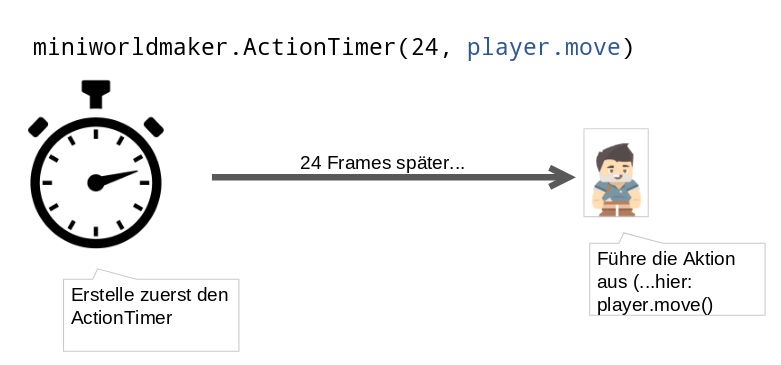 miniworldmaker.ActionTimer(24, player.move)
24 Frames später...
Erstelle zuerst den
ActionTimer
Führe die Aktion
aus (...hier:
player.move()